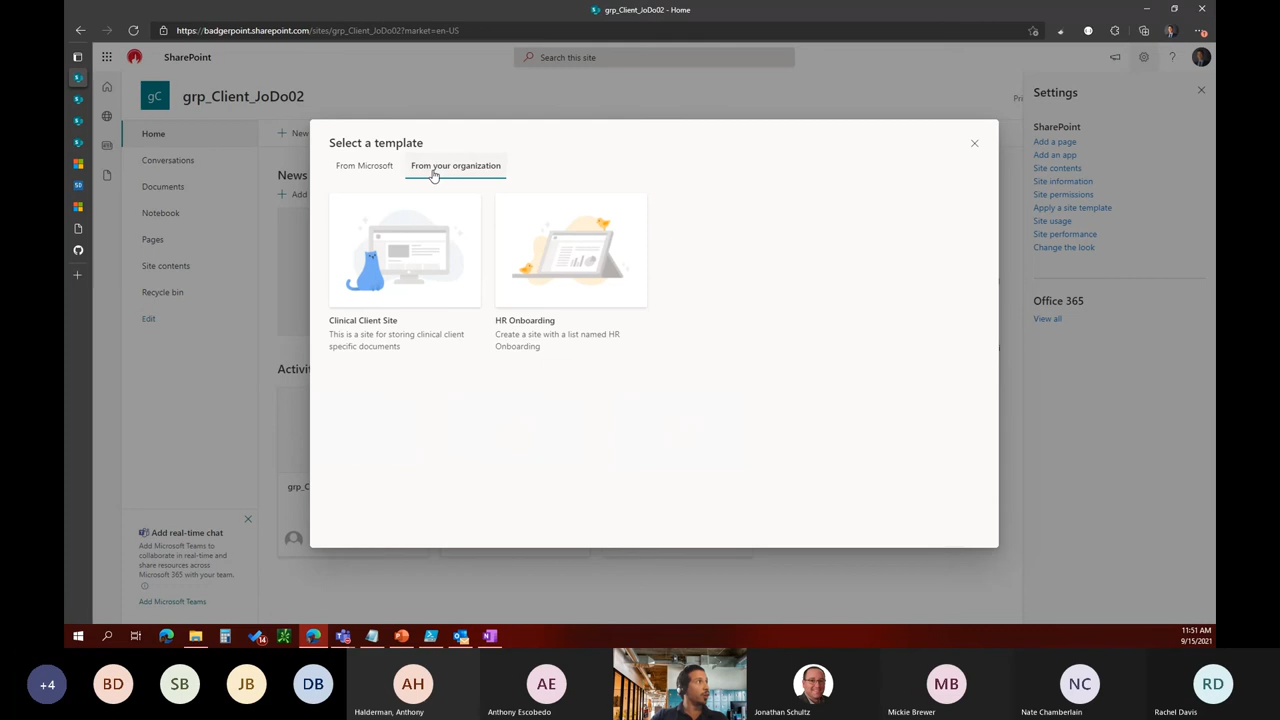 grp_Client_JoDo02 - Home
https://badgerpoint.sharepoint.com/sites/grp_Client_JoDo02?market=en-US
SharePoint
Search this site
gC
grp_Client_JoDo02
Home
Conversations
Documents
Notebook
Pages
Site contents
Recycle bin
Edit
New
News
Add
Select a template
From Microsoft
From your organization
Clinical Client Site
This is a site for storing clinical client
specific documents
HR Onboarding
Create a site with a list named HR
Onboarding
Settings
SharePoint
Add a page
Add an app
Site contents
Site information
Site permissions
Apply a site template
Site usage
Site performance
Change the look
Office 365
View all
Add real-time chat
Add Microsoft Teams to
collaborate in real-time and
share resources across
Microsoft 365 with your team.
Add Microsoft Teams
14
11:51 AM
9/15/2021
+4
BD
SB
JB
DB
AH
Halderman, Anthony
AE
Anthony Escobedo
Jonathan Schultz
MB
Mickie Brewer
NC
Nate Chamberlain
RD
Rachel Davis